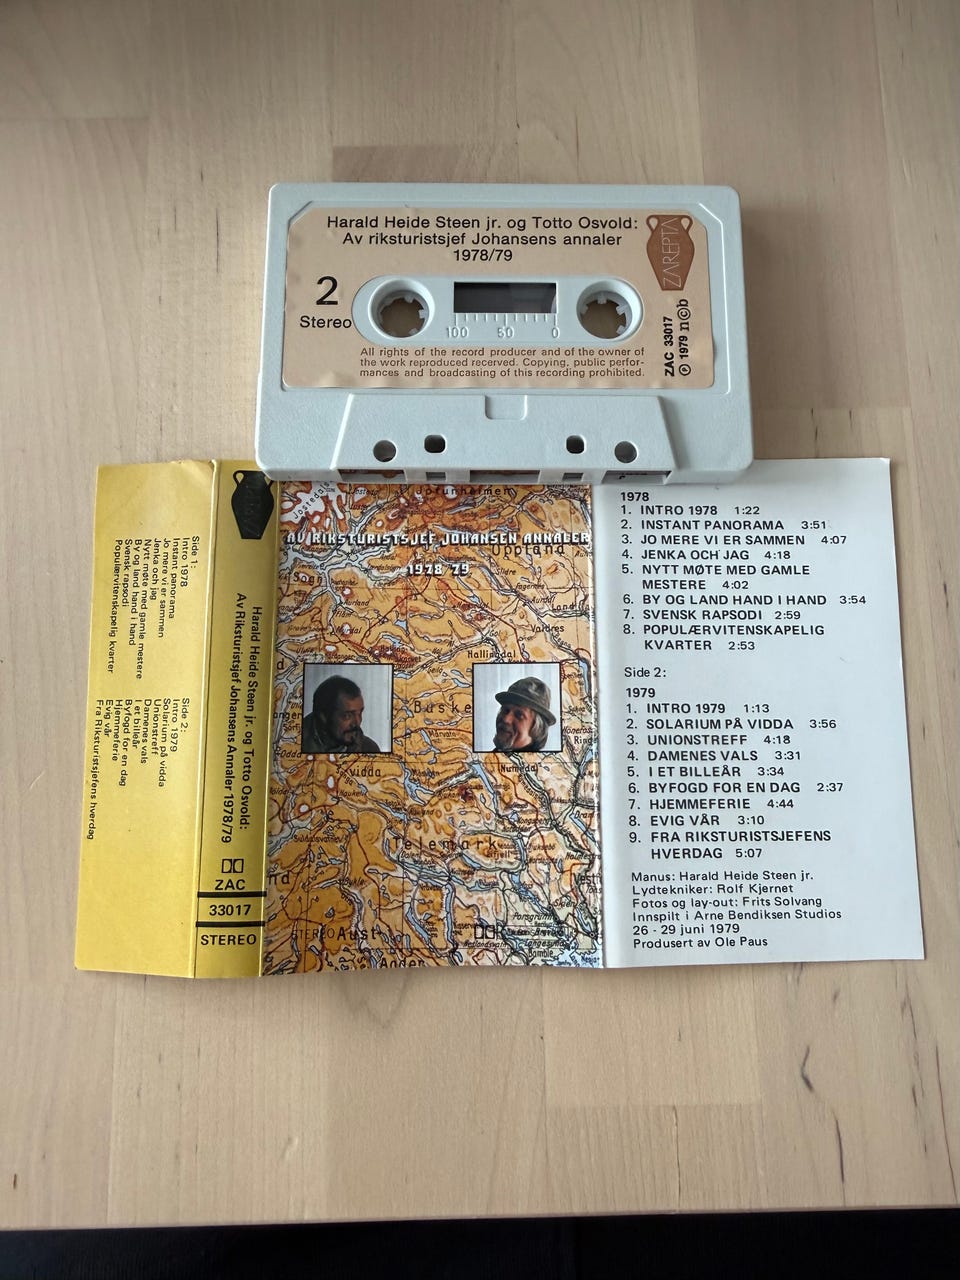 Harald Heide Steen jr. og Totto Osvold:
Av riksturistsjef Johansens annaler
1978/79
ZAREPTA
2
Stereo
100 50 0
ZAC 33017
℗ 1979 n©b
All rights of the record producer and of the owner of
the work reproduced recerved. Copying, public perfor-
mances and broadcasting of this recording prohibited.
Side 1:
Intro 1978
Instant panorama
Jo mere vi er sammen
Jenka och jag
Nytt møte med gamle mestere
By og land hand i hand
Svensk rapsodi
Populærvitenskapelig kvarter
Side 2:
Intro 1979
Solarium på vidda
Unionstreff
Damenes vals
I et billeår
Byfogd for en dag
Hjemmeferie
Evig vår
Fra Riksturistsjefens hverdag
Harald Heide Steen jr. og Totto Osvold:
Av Riksturistsjef Johansens Annaler 1978/79
ZAC
33017
STEREO
Jostedals
Jotunheimen
AV RIKSTURISTSJEF JOHANSEN ANNALER
1978 79
Oppland
Sogn
Valdres
Hallingdal
Buske
Numedal
vidda
Telemark
STEREO
Aust
Porsgrunn
Bamble
1978
1. INTRO 1978 1:22
2. INSTANT PANORAMA 3:51
3. JO MERE VI ER SAMMEN 4:07
4. JENKA OCH JAG 4:18
5. NYTT MØTE MED GAMLE
MESTERE 4:02
6. BY OG LAND HAND I HAND 3:54
7. SVENSK RAPSODI 2:59
8. POPULÆRVITENSKAPELIG
KVARTER 2:53
Side 2:
1979
1. INTRO 1979 1:13
2. SOLARIUM PÅ VIDDA 3:56
3. UNIONSTREFF 4:18
4. DAMENES VALS 3:31
5. I ET BILLEÅR 3:34
6. BYFOGD FOR EN DAG 2:37
7. HJEMMEFERIE 4:44
8. EVIG VÅR 3:10
9. FRA RIKSTURISTSJEFENS
HVERDAG 5:07
Manus: Harald Heide Steen jr.
Lydtekniker: Rolf Kjernet
Fotos og lay-out: Frits Solvang
Innspilt i Arne Bendiksen Studios
26 - 29 juni 1979
Produsert av Ole Paus